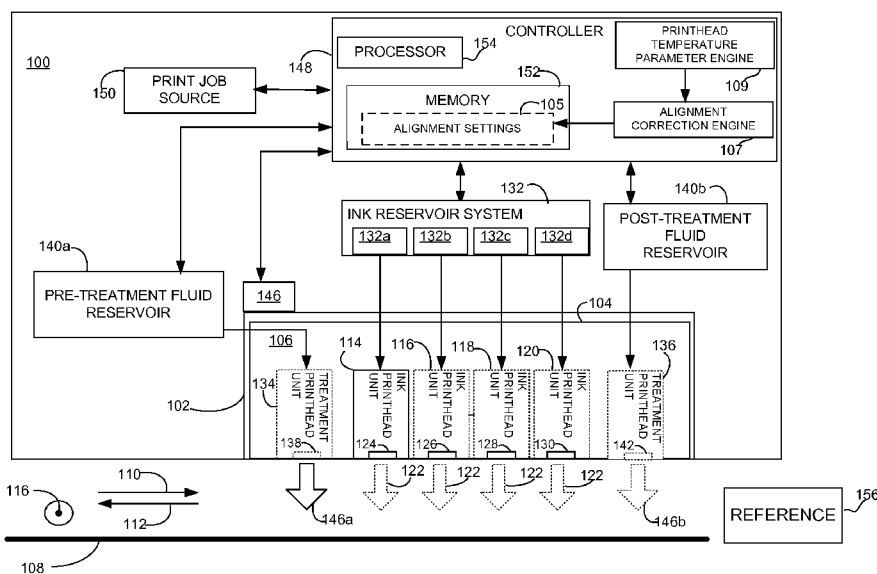 100
CONTROLLER
148
PROCESSOR
154
PRINTHEAD
TEMPERATURE
PARAMETER ENGINE
109
150
PRINT JOB
SOURCE
152
MEMORY
105
ALIGNMENT SETTINGS
ALIGNMENT
CORRECTION ENGINE
107
132
INK RESERVOIR SYSTEM
132a
132b
132c
132d
140b
POST-TREATMENT
FLUID
RESERVOIR
140a
PRE-TREATMENT FLUID
RESERVOIR
146
104
106
114
116
118
120
136
134
102
TREATMENT
PRINTHEAD
UNIT
INK
PRINTHEAD
UNIT
INK
PRINTHEAD
UNIT
INK
PRINTHEAD
UNIT
INK
PRINTHEAD
UNIT
TREATMENT
PRINTHEAD
UNIT
138
124
126
128
130
142
116
110
112
122
122
122
122
146a
146b
REFERENCE
156
108